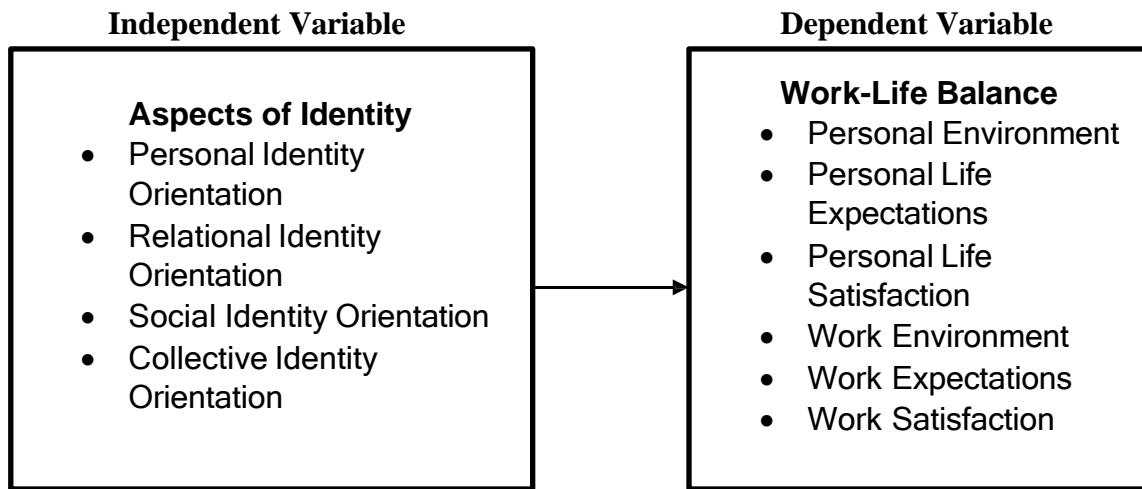 Independent Variable
Aspects of Identity
• Personal Identity
Orientation
• Relational Identity
Orientation
• Social Identity Orientation
• Collective Identity
Orientation
Dependent Variable
Work-Life Balance
• Personal Environment
• Personal Life
Expectations
• Personal Life
Satisfaction
• Work Environment
• Work Expectations
• Work Satisfaction